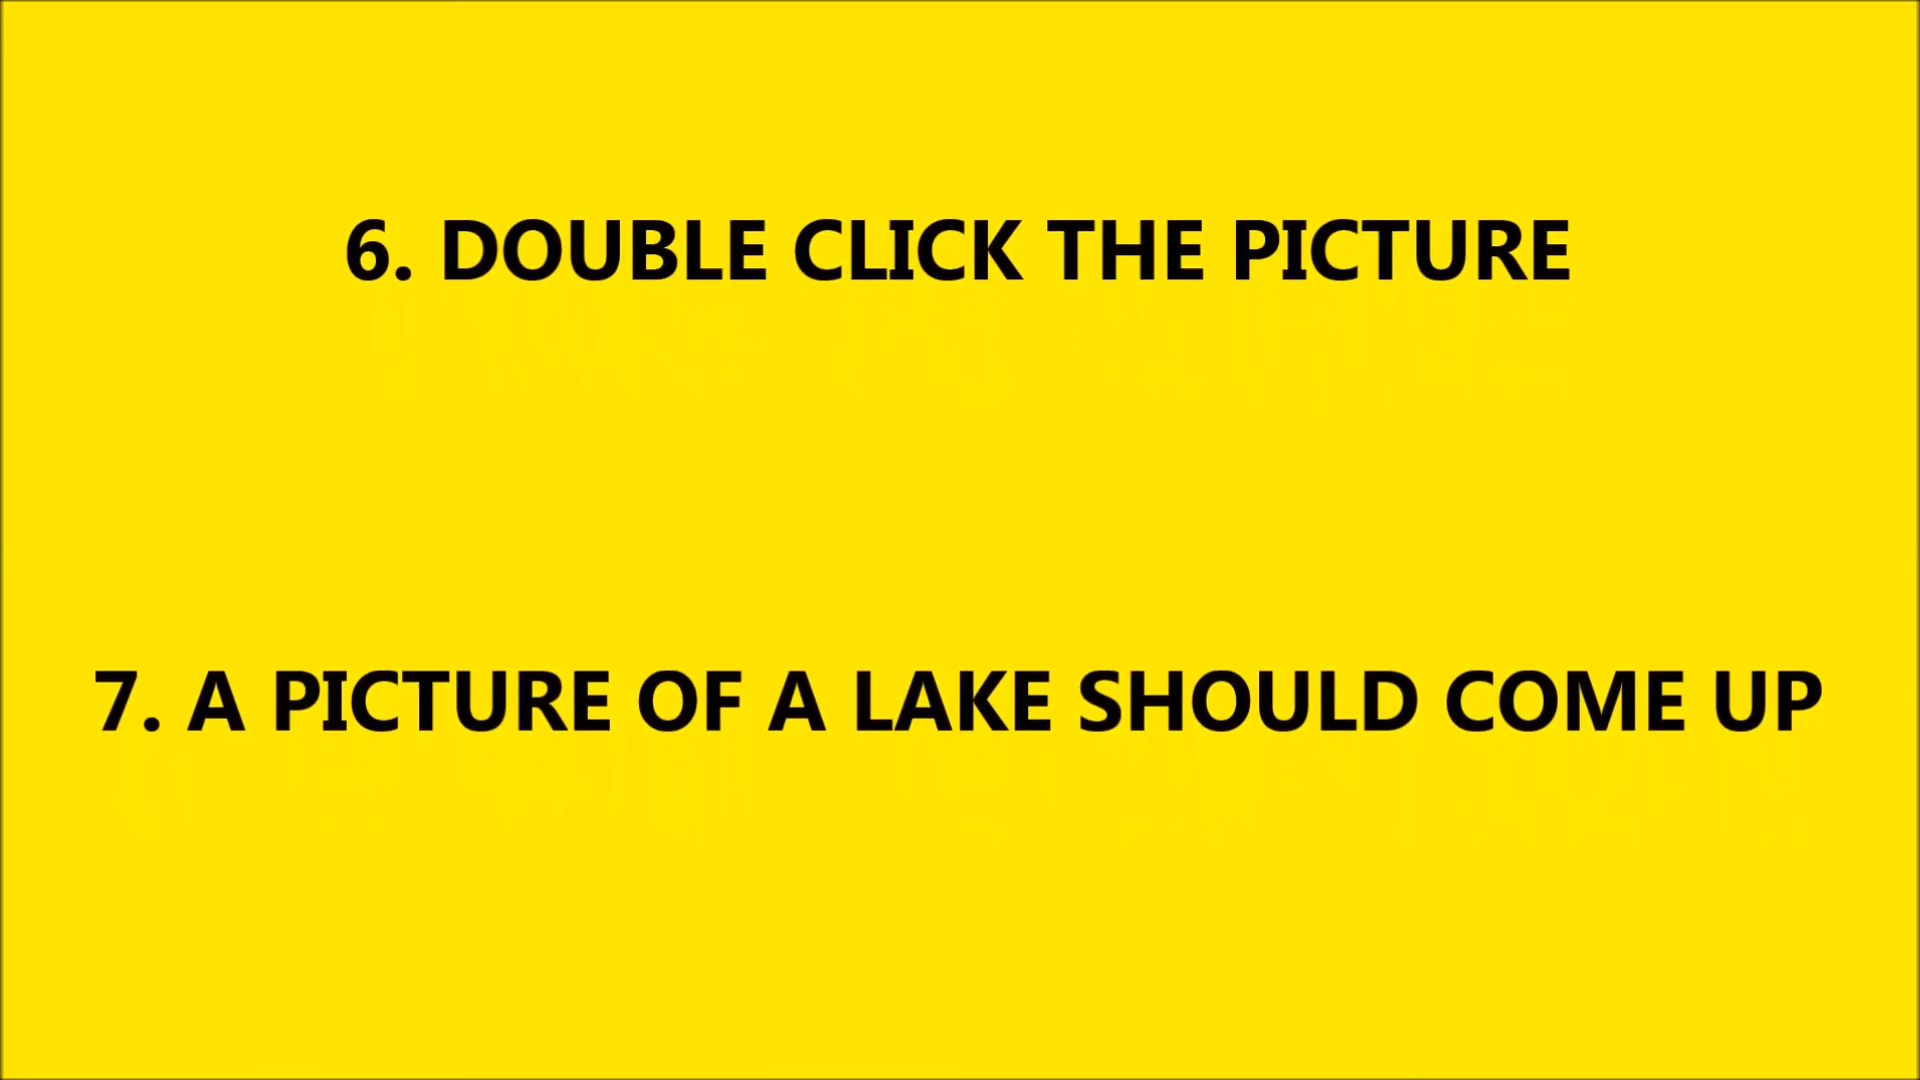 6. DOUBLE CLICK THE PICTURE
7. A PICTURE OF A LAKE SHOULD COME UP